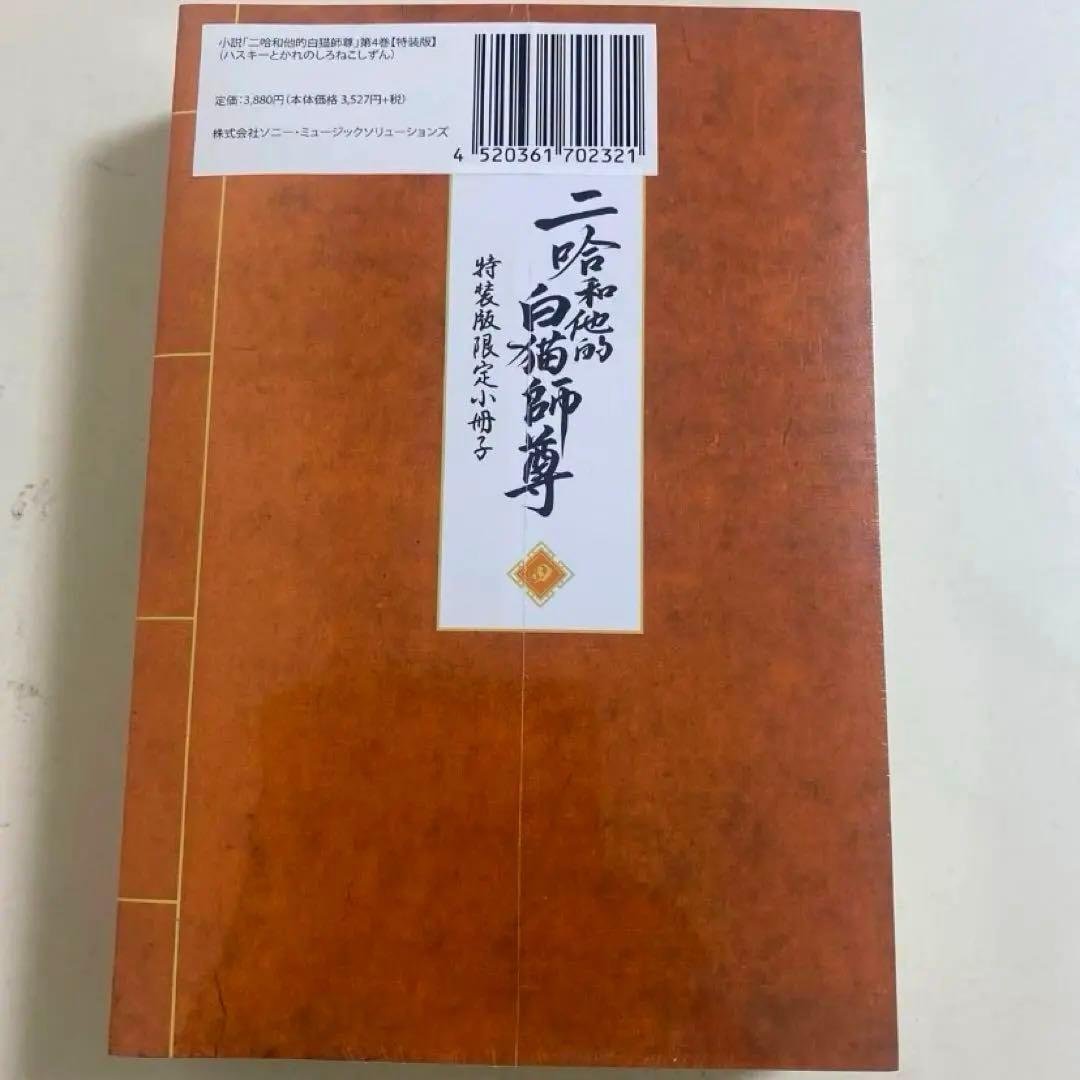 小説「二哈和他的白猫師尊」第4巻【特装版】
（ハスキーとかれのしろねこしずん）
定価：3,880円（本体価格 3,527円+税）
株式会社ソニー・ミュージックソリューションズ
4 520361 702321
二哈
和他的
白猫師尊
特装版限定小冊子